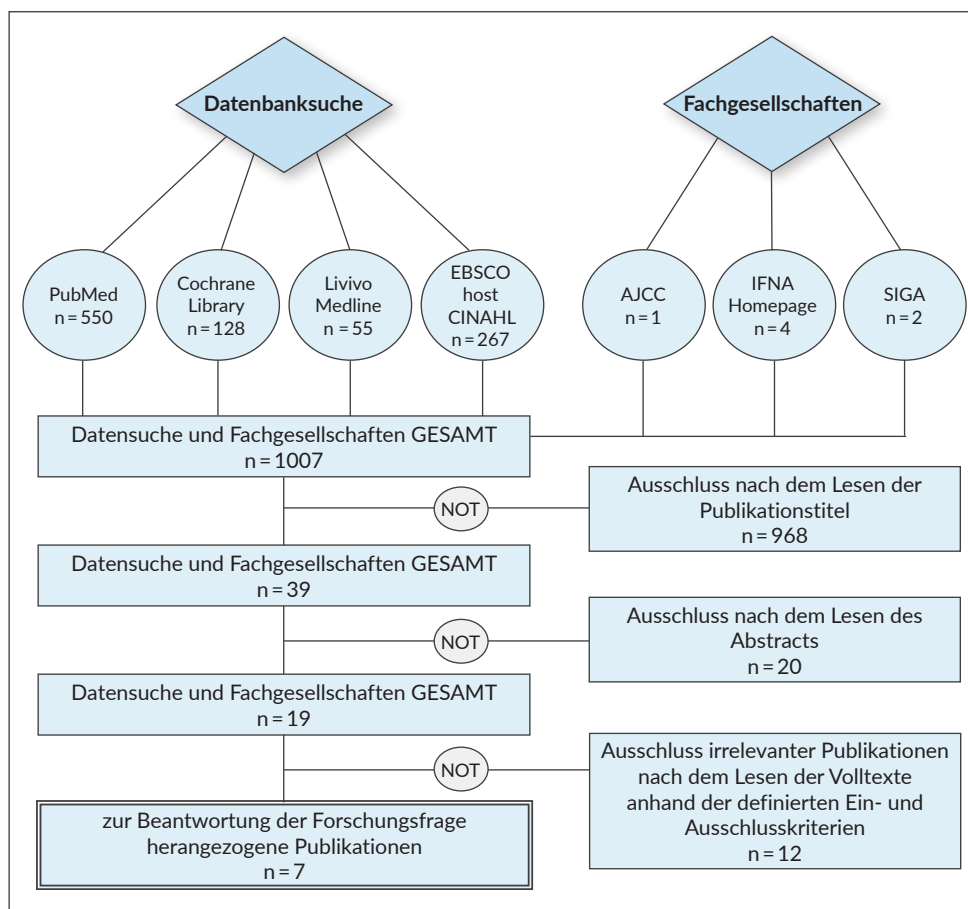 Datenbanksuche
Fachgesellschaften
PubMed
n = 550
Cochrane
Library
n = 128
Livivo
Medline
n = 55
EBSCO
host
CINAHL
n = 267
AJCC
n = 1
IFNA
Homepage
n = 4
SIGA
n = 2
Datensuche und Fachgesellschaften GESAMT
n = 1007
NOT
Ausschluss nach dem Lesen der
Publikationstitel
n = 968
Datensuche und Fachgesellschaften GESAMT
n = 39
NOT
Ausschluss nach dem Lesen des
Abstracts
n = 20
Datensuche und Fachgesellschaften GESAMT
n = 19
NOT
Ausschluss irrelevanter Publikationen
nach dem Lesen der Volltexte
anhand der definierten Ein- und
Ausschlusskriterien
n = 12
zur Beantwortung der Forschungsfrage
herangezogene Publikationen
n = 7